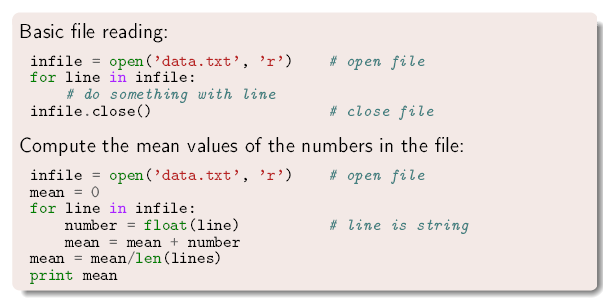 Basic file reading:
infile = open('data.txt', 'r')    # open file
for line in infile:
    # do something with line
infile.close()                    # close file
Compute the mean values of the numbers in the file:
infile = open('data.txt', 'r')    # open file
mean = 0
for line in infile:
    number = float(line)          # line is string
    mean = mean + number
mean = mean/len(lines)
print mean